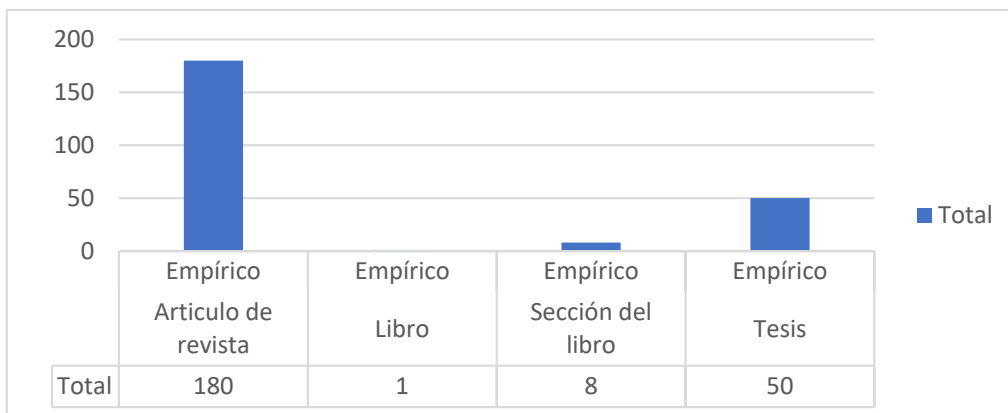 200
150
100
50
0
Total
Empírico Empírico Empírico Empírico
Articulo de revista Libro Sección del libro Tesis
Total 180 1 8 50